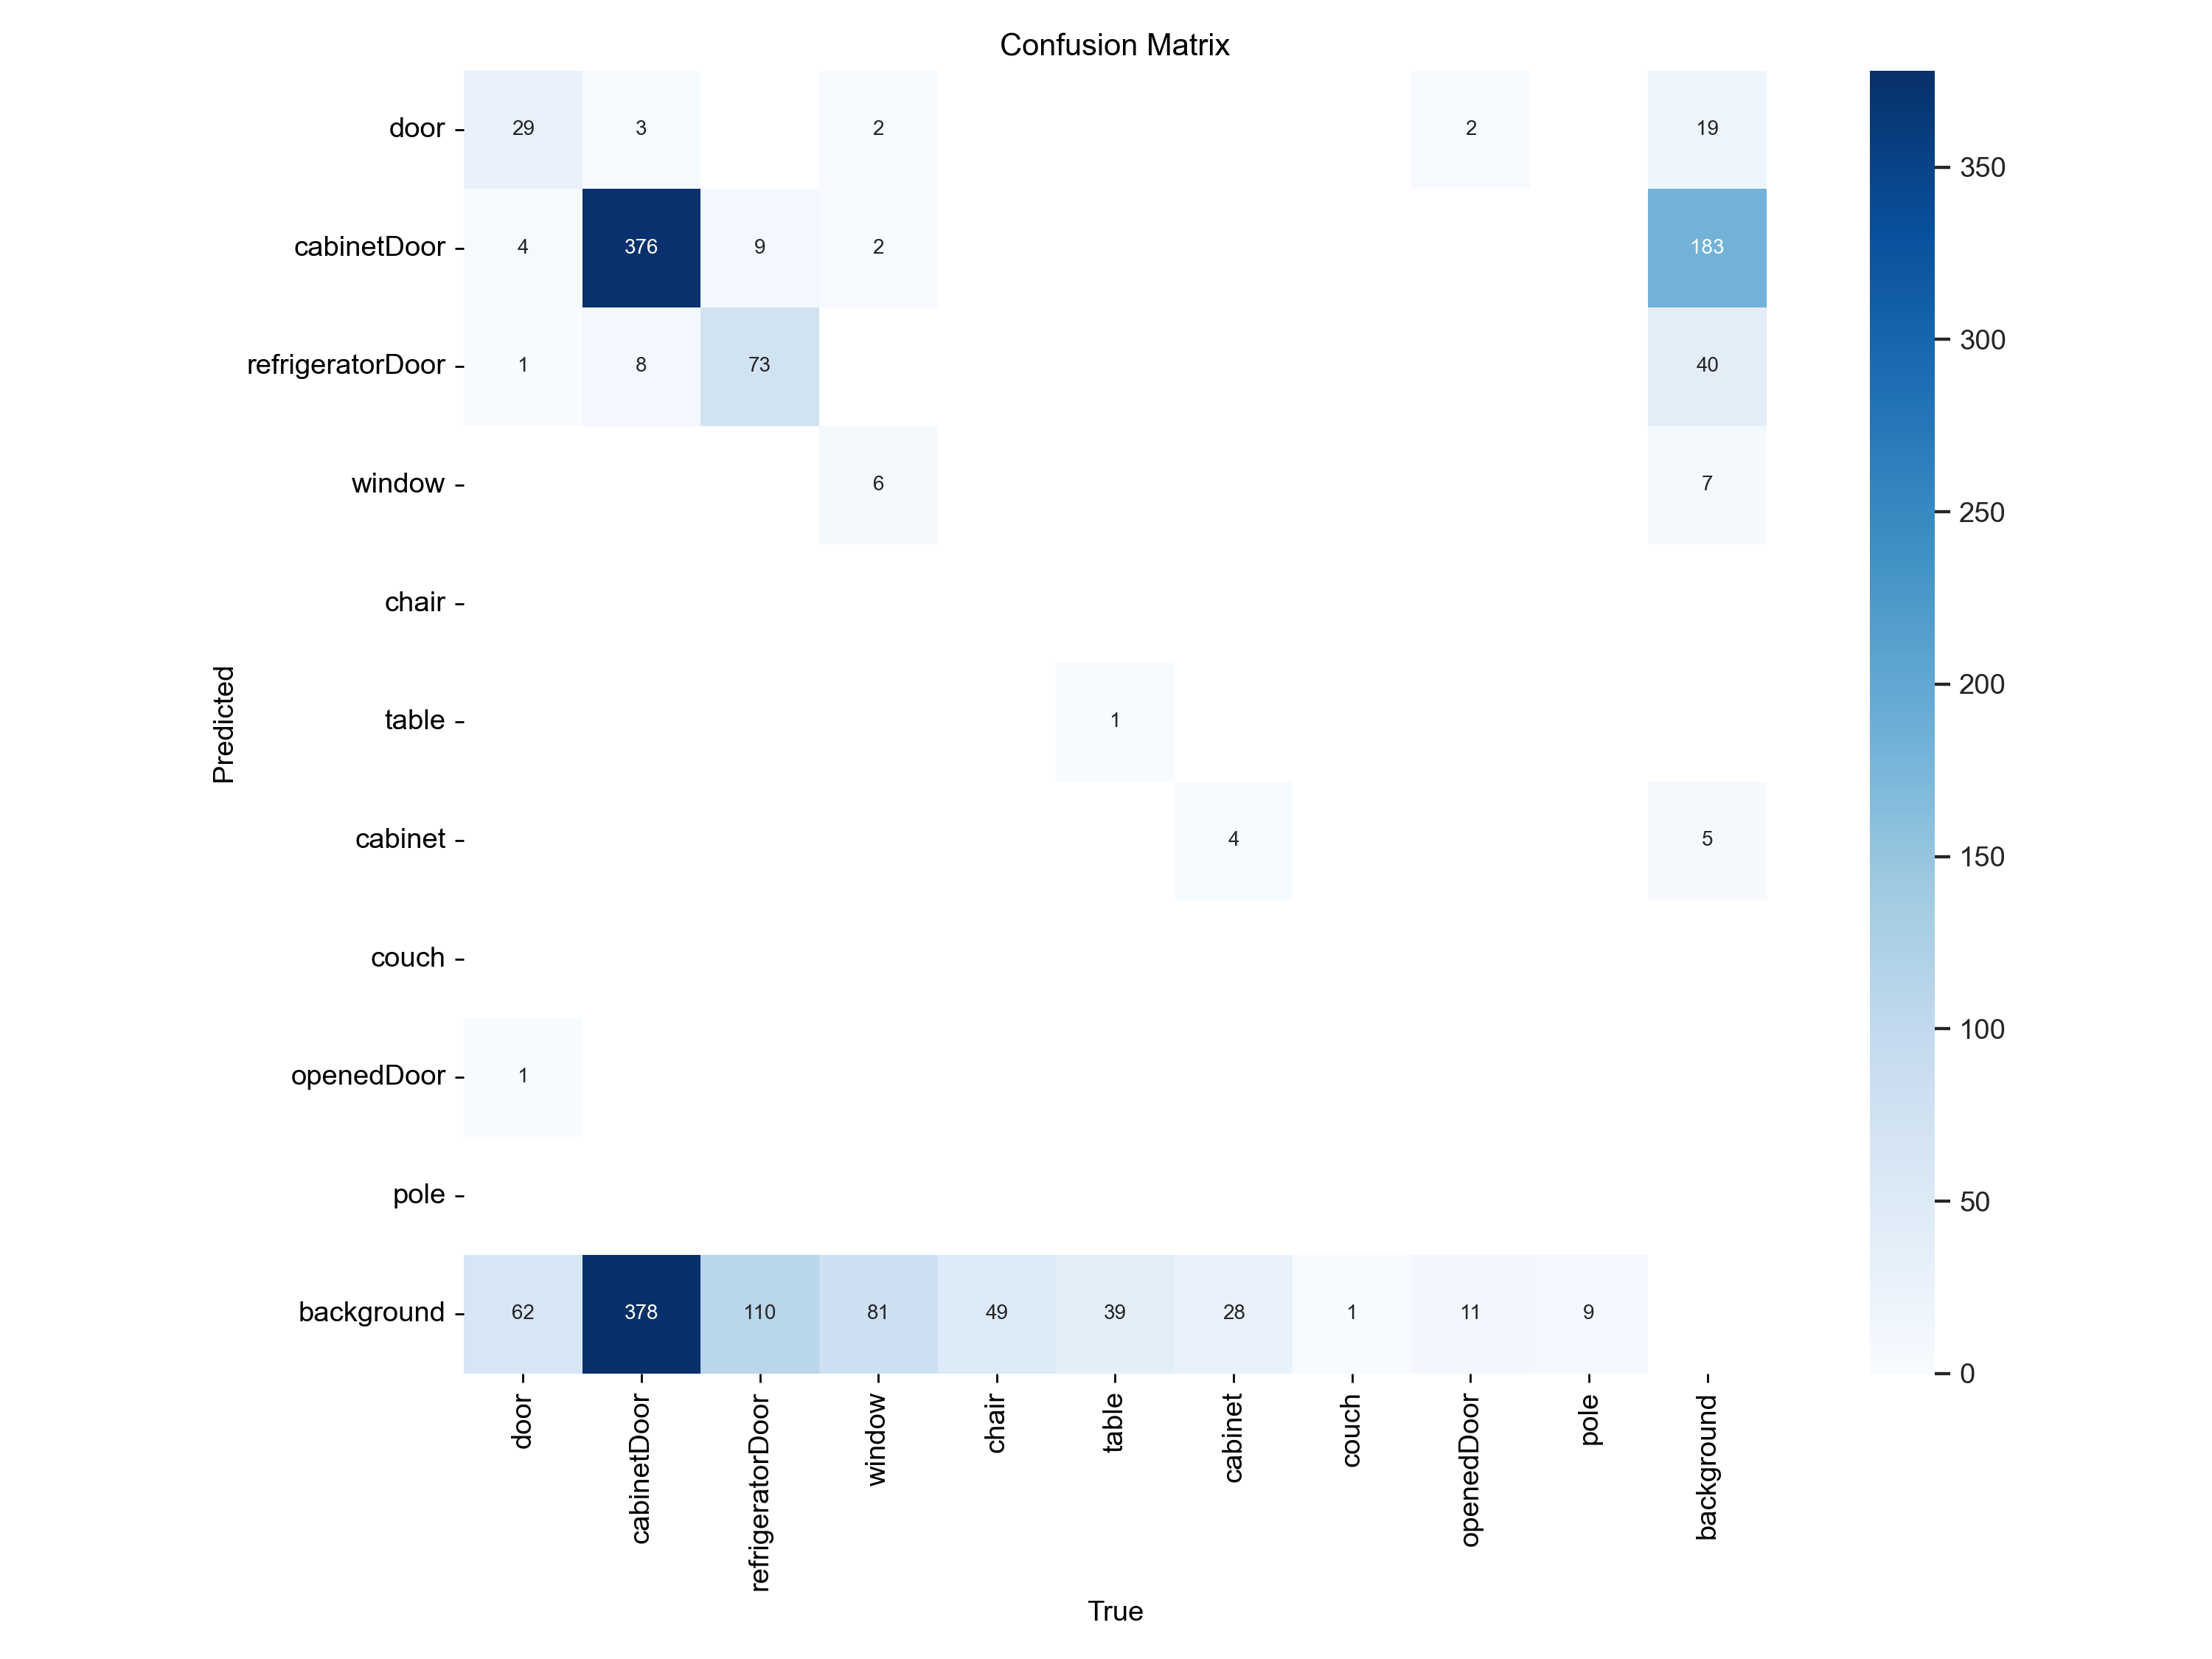 Confusion Matrix
door 29 3 2 2 19
cabinetDoor 4 376 9 2 183
refrigeratorDoor 1 8 73 40
window 6 7
chair
table 1
cabinet 4 5
couch
openedDoor 1
pole
background 62 378 110 81 49 39 28 1 11 9
door cabinetDoor refrigeratorDoor window chair table cabinet couch openedDoor pole background
True
Predicted
350
300
250
200
150
100
50
0